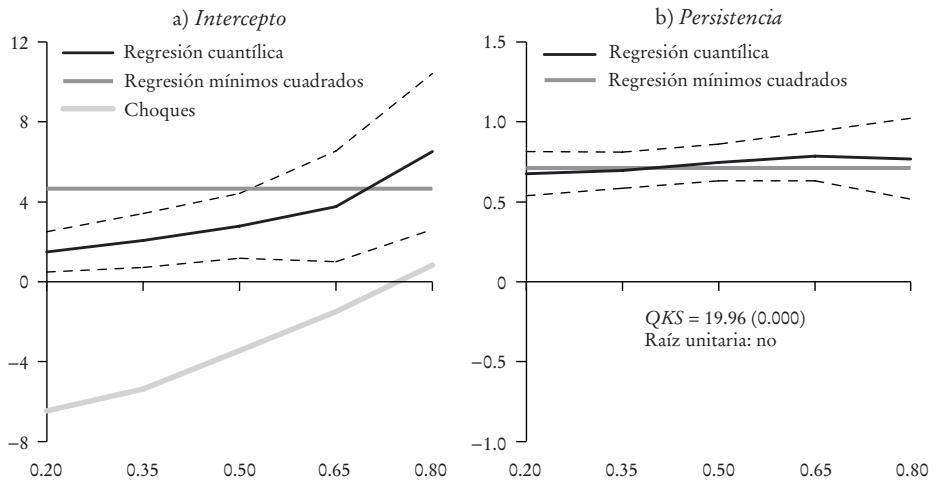 a) Intercepto
12
8
4
0
−4
−8
Regresión cuantílica
Regresión mínimos cuadrados
Choques
0.20 0.35 0.50 0.65 0.80
b) Persistencia
1.5
1.0
0.5
0
−0.5
−1.0
Regresión cuantílica
Regresión mínimos cuadrados
QKS = 19.96 (0.000)
Raíz unitaria: no
0.20 0.35 0.50 0.65 0.80